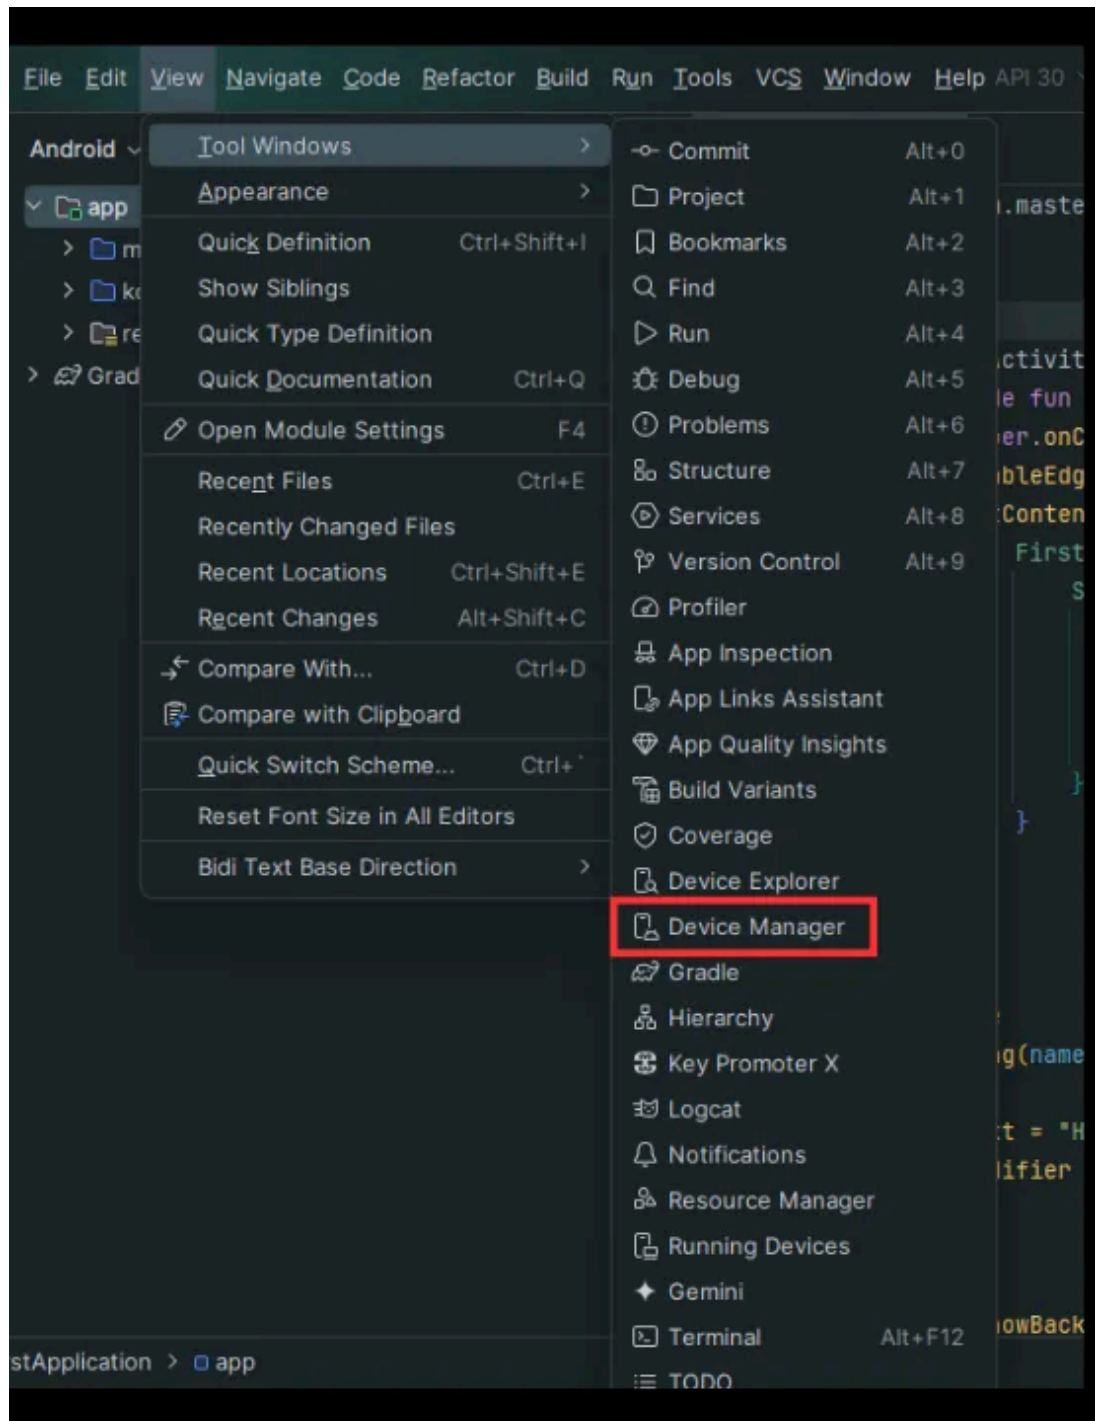 File Edit View Navigate Code Refactor Build Run Tools VCS Window Help API 30
Android
app
Grad
Tool Windows
Appearance
Quick Definition Ctrl+Shift+I
Show Siblings
Quick Type Definition
Quick Documentation Ctrl+Q
Open Module Settings F4
Recent Files Ctrl+E
Recently Changed Files
Recent Locations Ctrl+Shift+E
Recent Changes Alt+Shift+C
Compare With... Ctrl+D
Compare with Clipboard
Quick Switch Scheme... Ctrl+`
Reset Font Size in All Editors
Bidi Text Base Direction
Commit Alt+0
Project Alt+1
Bookmarks Alt+2
Find Alt+3
Run Alt+4
Debug Alt+5
Problems Alt+6
Structure Alt+7
Services Alt+8
Version Control Alt+9
Profiler
App Inspection
App Links Assistant
App Quality Insights
Build Variants
Coverage
Device Explorer
Device Manager
Gradle
Hierarchy
Key Promoter X
Logcat
Notifications
Resource Manager
Running Devices
Gemini
Terminal Alt+F12
TODO
.maste
ctivit
e fun
er.onC
bleEdg
Conten
First
S
}
}
g(name
t = "H
ifier
owBack
stApplication > app